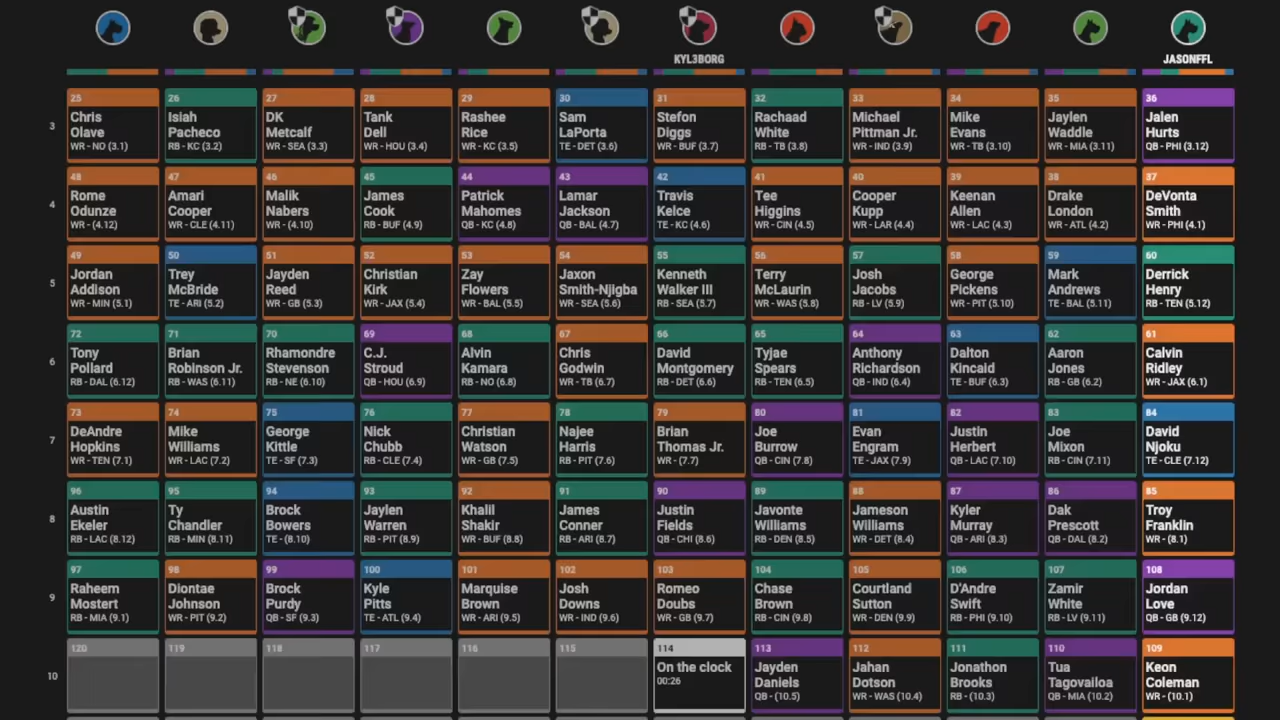 KYL3BORG
JASONFFL
3
25
Chris
Olave
WR - NO (3.1)
26
Isiah
Pacheco
RB - KC (3.2)
27
DK
Metcalf
WR - SEA (3.3)
28
Tank
Dell
WR - HOU (3.4)
29
Rashee
Rice
WR - KC (3.5)
30
Sam
LaPorta
TE - DET (3.6)
31
Stefon
Diggs
WR - BUF (3.7)
32
Rachaad
White
RB - TB (3.8)
33
Michael
Pittman Jr.
WR - IND (3.9)
34
Mike
Evans
WR - TB (3.10)
35
Jaylen
Waddle
WR - MIA (3.11)
36
Jalen
Hurts
QB - PHI (3.12)
4
48
Rome
Odunze
WR - (4.12)
47
Amari
Cooper
WR - CLE (4.11)
46
Malik
Nabers
WR - (4.10)
45
James
Cook
RB - BUF (4.9)
44
Patrick
Mahomes
QB - KC (4.8)
43
Lamar
Jackson
QB - BAL (4.7)
42
Travis
Kelce
TE - KC (4.6)
41
Tee
Higgins
WR - CIN (4.5)
40
Cooper
Kupp
WR - LAR (4.4)
39
Keenan
Allen
WR - LAC (4.3)
38
Drake
London
WR - ATL (4.2)
37
DeVonta
Smith
WR - PHI (4.1)
5
49
Jordan
Addison
WR - MIN (5.1)
50
Trey
McBride
TE - ARI (5.2)
51
Jayden
Reed
WR - GB (5.3)
52
Christian
Kirk
WR - JAX (5.4)
53
Zay
Flowers
WR - BAL (5.5)
54
Jaxon
Smith-Njigba
WR - SEA (5.6)
55
Kenneth
Walker III
RB - SEA (5.7)
56
Terry
McLaurin
WR - WAS (5.8)
57
Josh
Jacobs
RB - LV (5.9)
58
George
Pickens
WR - PIT (5.10)
59
Mark
Andrews
TE - BAL (5.11)
60
Derrick
Henry
RB - TEN (5.12)
6
72
Tony
Pollard
RB - DAL (6.12)
71
Brian
Robinson Jr.
RB - WAS (6.11)
70
Rhamondre
Stevenson
RB - NE (6.10)
69
C.J.
Stroud
QB - HOU (6.9)
68
Alvin
Kamara
RB - NO (6.8)
67
Chris
Godwin
WR - TB (6.7)
66
David
Montgomery
RB - DET (6.6)
65
Tyjae
Spears
RB - TEN (6.5)
64
Anthony
Richardson
QB - IND (6.4)
63
Dalton
Kincaid
TE - BUF (6.3)
62
Aaron
Jones
RB - GB (6.2)
61
Calvin
Ridley
WR - JAX (6.1)
7
73
DeAndre
Hopkins
WR - TEN (7.1)
74
Mike
Williams
WR - LAC (7.2)
75
George
Kittle
TE - SF (7.3)
76
Nick
Chubb
RB - CLE (7.4)
77
Christian
Watson
WR - GB (7.5)
78
Najee
Harris
RB - PIT (7.6)
79
Brian
Thomas Jr.
WR - (7.7)
80
Joe
Burrow
QB - CIN (7.8)
81
Evan
Engram
TE - JAX (7.9)
82
Justin
Herbert
QB - LAC (7.10)
83
Joe
Mixon
RB - CIN (7.11)
84
David
Njoku
TE - CLE (7.12)
8
96
Austin
Ekeler
RB - LAC (8.12)
95
Ty
Chandler
RB - MIN (8.11)
94
Brock
Bowers
TE - (8.10)
93
Jaylen
Warren
RB - PIT (8.9)
92
Khalil
Shakir
WR - BUF (8.8)
91
James
Conner
RB - ARI (8.7)
90
Justin
Fields
QB - CHI (8.6)
89
Javonte
Williams
RB - DEN (8.5)
88
Jameson
Williams
WR - DET (8.4)
87
Kyler
Murray
QB - ARI (8.3)
86
Dak
Prescott
QB - DAL (8.2)
85
Troy
Franklin
WR - (8.1)
9
97
Raheem
Mostert
RB - MIA (9.1)
98
Diontae
Johnson
WR - PIT (9.2)
99
Brock
Purdy
QB - SF (9.3)
100
Kyle
Pitts
TE - ATL (9.4)
101
Marquise
Brown
WR - ARI (9.5)
102
Josh
Downs
WR - IND (9.6)
103
Romeo
Doubs
WR - GB (9.7)
104
Chase
Brown
RB - CIN (9.8)
105
Courtland
Sutton
WR - DEN (9.9)
106
D'Andre
Swift
RB - PHI (9.10)
107
Zamir
White
RB - LV (9.11)
108
Jordan
Love
QB - GB (9.12)
10
120
119
118
117
116
115
114
On the clock
00:26
113
Jayden
Daniels
QB - (10.5)
112
Jahan
Dotson
WR - WAS (10.4)
111
Jonathon
Brooks
RB - (10.3)
110
Tua
Tagovailoa
QB - MIA (10.2)
109
Keon
Coleman
WR - (10.1)